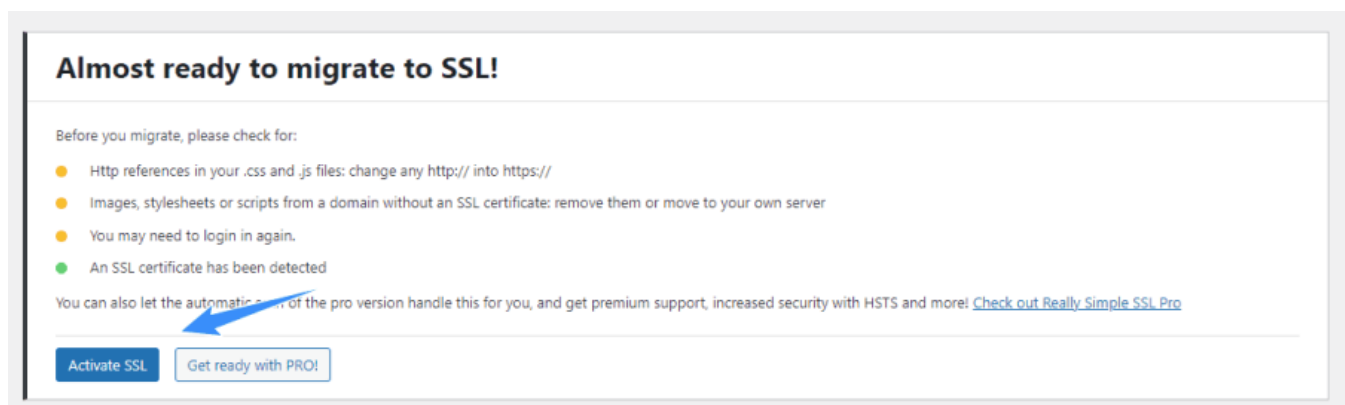 Almost ready to migrate to SSL!
Before you migrate, please check for:
Http references in your .css and .js files: change any http:// into https://
Images, stylesheets or scripts from a domain without an SSL certificate: remove them or move to your own server
You may need to login in again.
An SSL certificate has been detected
You can also let the automatic of the pro version handle this for you, and get premium support, increased security with HSTS and more! Check out Really Simple SSL Pro
Activate SSL
Get ready with PRO!